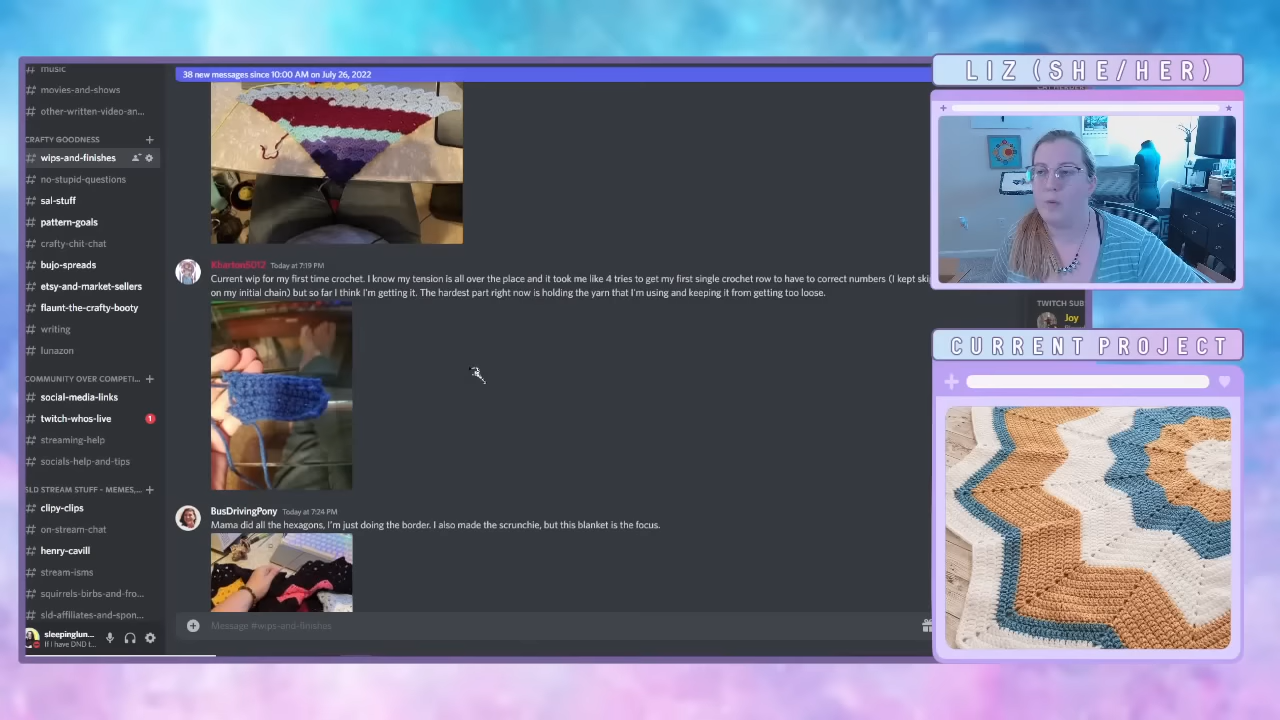 LIZ (SHE/HER)
38 new messages since 10:00 AM on July 26, 2022
music
movies-and-shows
other-written-video-an...
CRAFTY GOODNESS
wips-and-finishes
no-stupid-questions
sal-stuff
pattern-goals
crafty-chit-chat
bujo-spreads
etsy-and-market-sellers
flaunt-the-crafty-booty
writing
lunazon
COMMUNITY OVER COMPETI...
social-media-links
twitch-whos-live
1
streaming-help
socials-help-and-tips
SLD STREAM STUFF - MEMES,...
clipy-clips
on-stream-chat
henry-cavill
stream-isms
squirrels-birbs-and-fro...
sld-affiliates-and-spon...
sleepinglun...
If I have DND t...
Today at 7:19 PM
Current wip for my first time crochet. I know my tension is all over the place and it took me like 4 tries to get my first single crochet row to have to correct numbers (I kept ski
on my initial chain) but so far I think I'm getting it. The hardest part right now is holding the yarn that I'm using and keeping it from getting too loose.
BusDrivingPony Today at 7:24 PM
Mama did all the hexagons, I'm just doing the border. I also made the scrunchie, but this blanket is the focus.
Message #wips-and-finishes
TWITCH SUB
Joy
CURRENT PROJECT